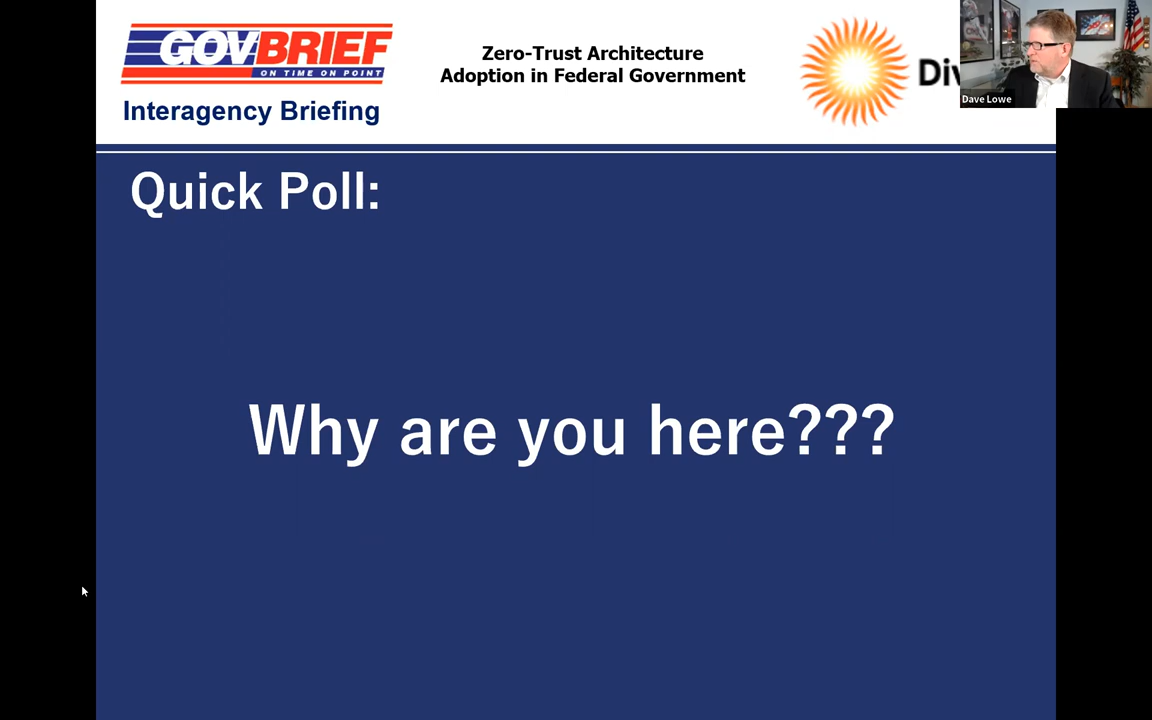 GOVBRIEF
ON TIME ON POINT
Interagency Briefing
Zero-Trust Architecture
Adoption in Federal Government
Dave Lowe
Quick Poll:
Why are you here???